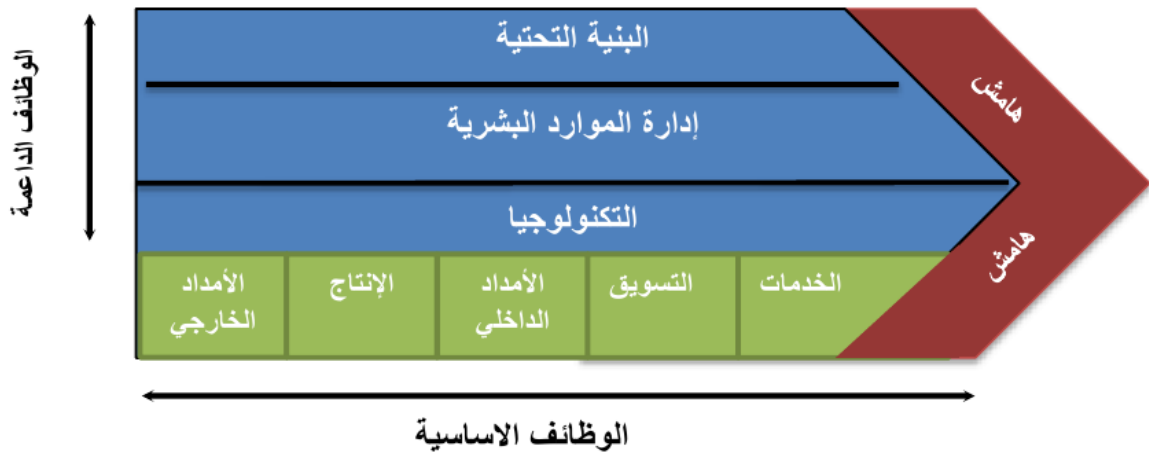 البنية التحتية
إدارة الموارد البشرية
التكنولوجيا
الأمداد
الخارجي
الإنتاج
الأمداد
الداخلي
التسويق
الخدمات
هامش
هامش
الوظائف الداعمة
الوظائف الاساسية